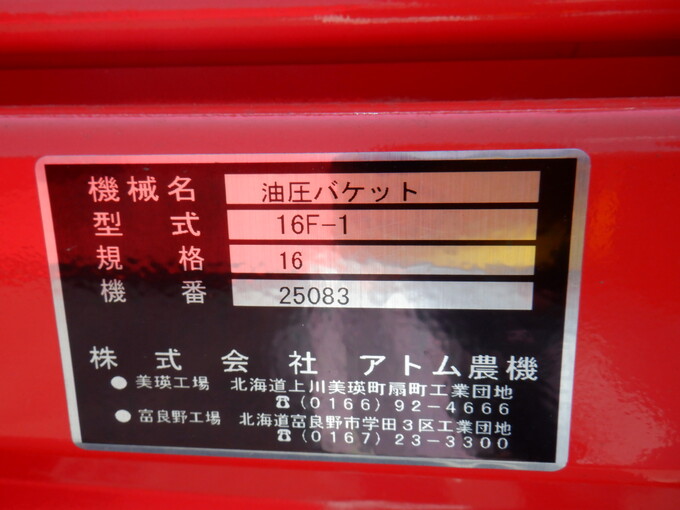 機械名 油圧バケット
型式 16F-1
規格 16
機番 25083
株式会社 アトム農機
● 美瑛工場 北海道上川美瑛町扇町工業団地
☎(0166)92-4666
● 富良野工場 北海道富良野市学田3区工業団地
☎(0167)23-3300